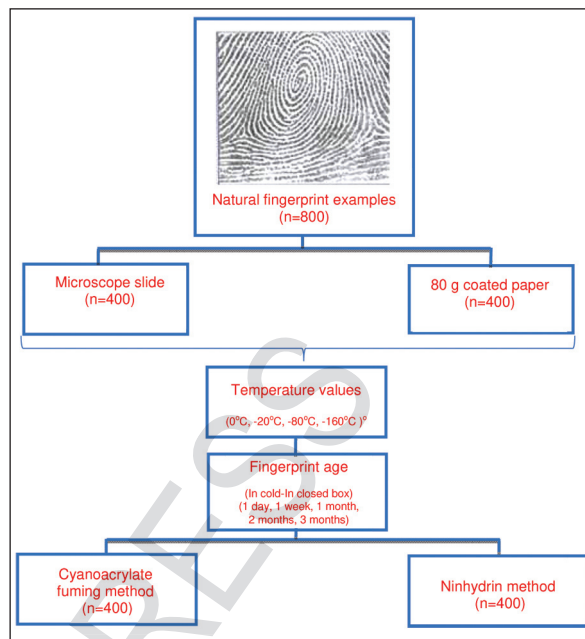 Natural fingerprint examples
(n=800)
Microscope slide
(n=400)
80 g coated paper
(n=400)
Temperature values
(0°C, -20°C, -80°C, -160°C )°
Fingerprint age
(In cold-In closed box)
(1 day, 1 week, 1 month,
2 months, 3 months)
Cyanoacrylate
fuming method
(n=400)
Ninhydrin method
(n=400)
RESS